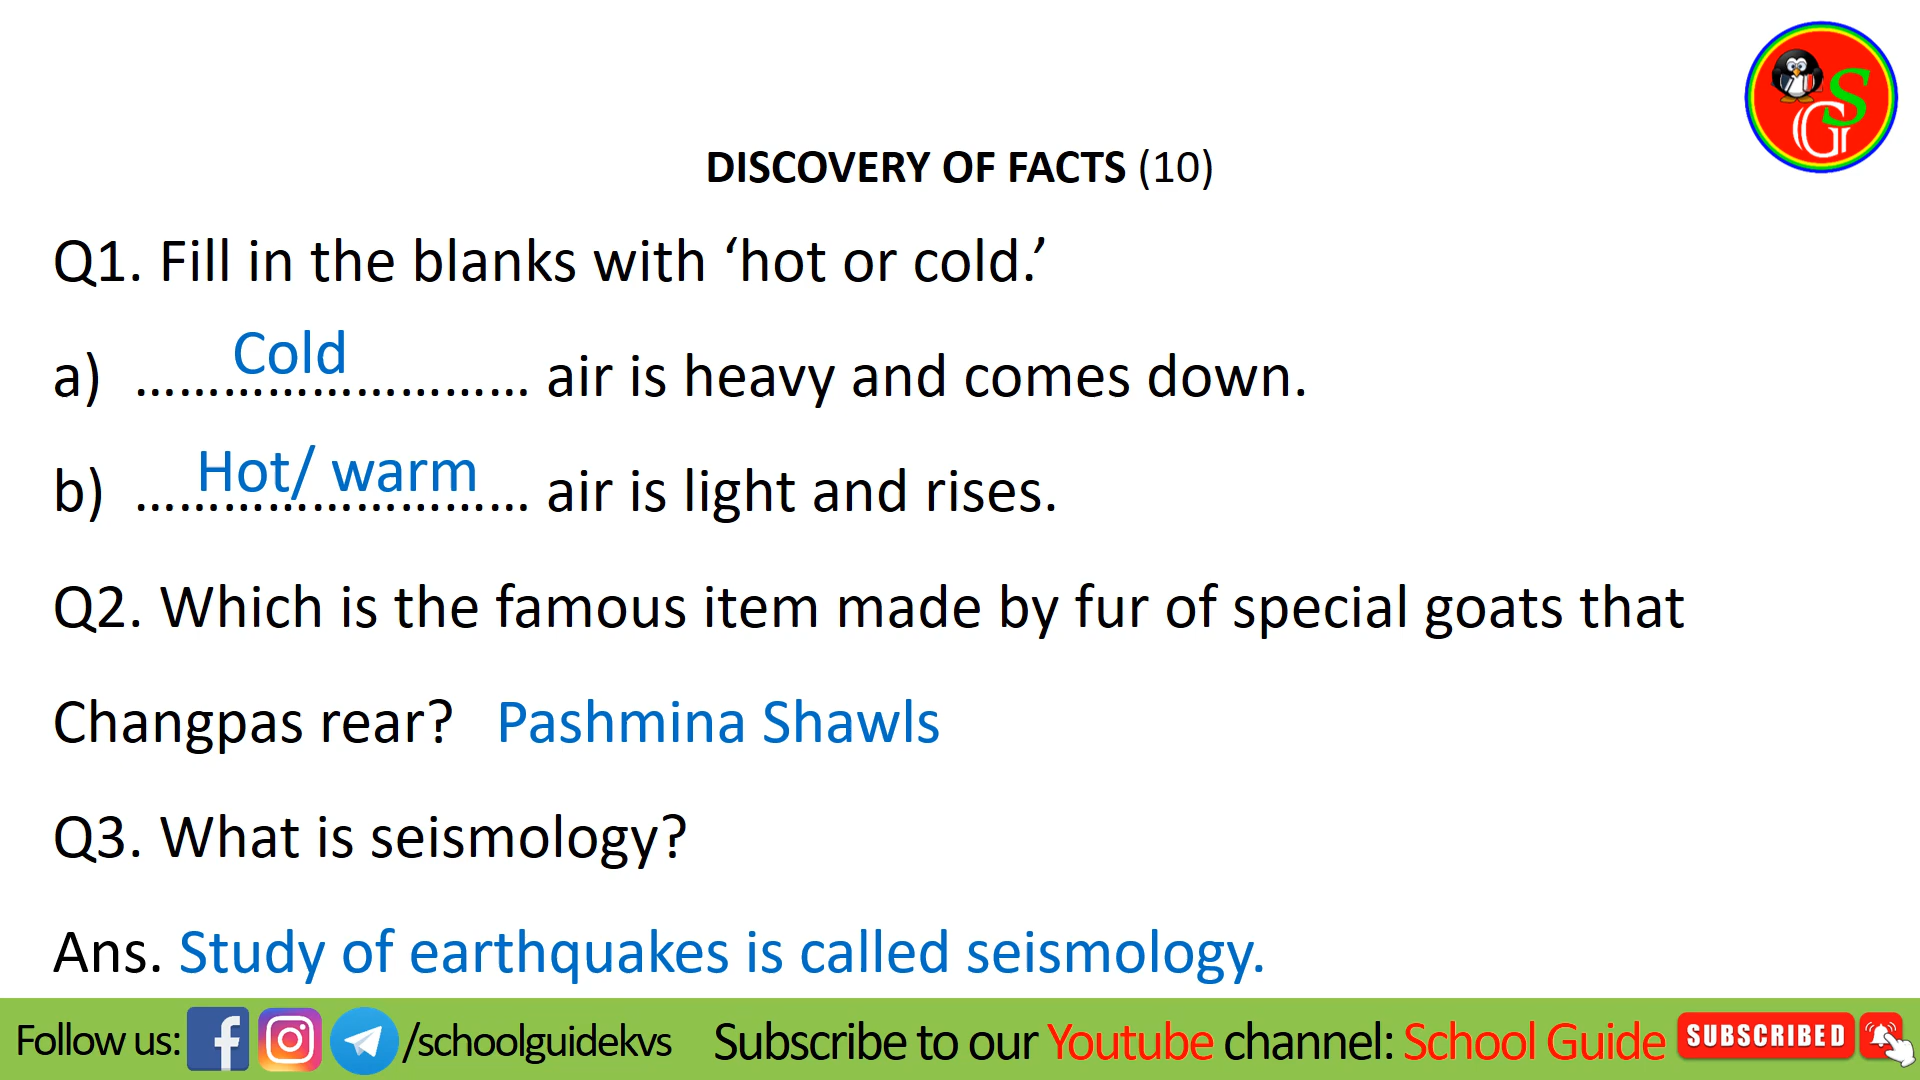 SG
DISCOVERY OF FACTS (10)
Q1. Fill in the blanks with ‘hot or cold.’
a) Cold ........................... air is heavy and comes down.
b) Hot/ warm ........................... air is light and rises.
Q2. Which is the famous item made by fur of special goats that
Changpas rear? Pashmina Shawls
Q3. What is seismology?
Ans. Study of earthquakes is called seismology.
Follow us: /schoolguidekvs Subscribe to our Youtube channel: School Guide SUBSCRIBED